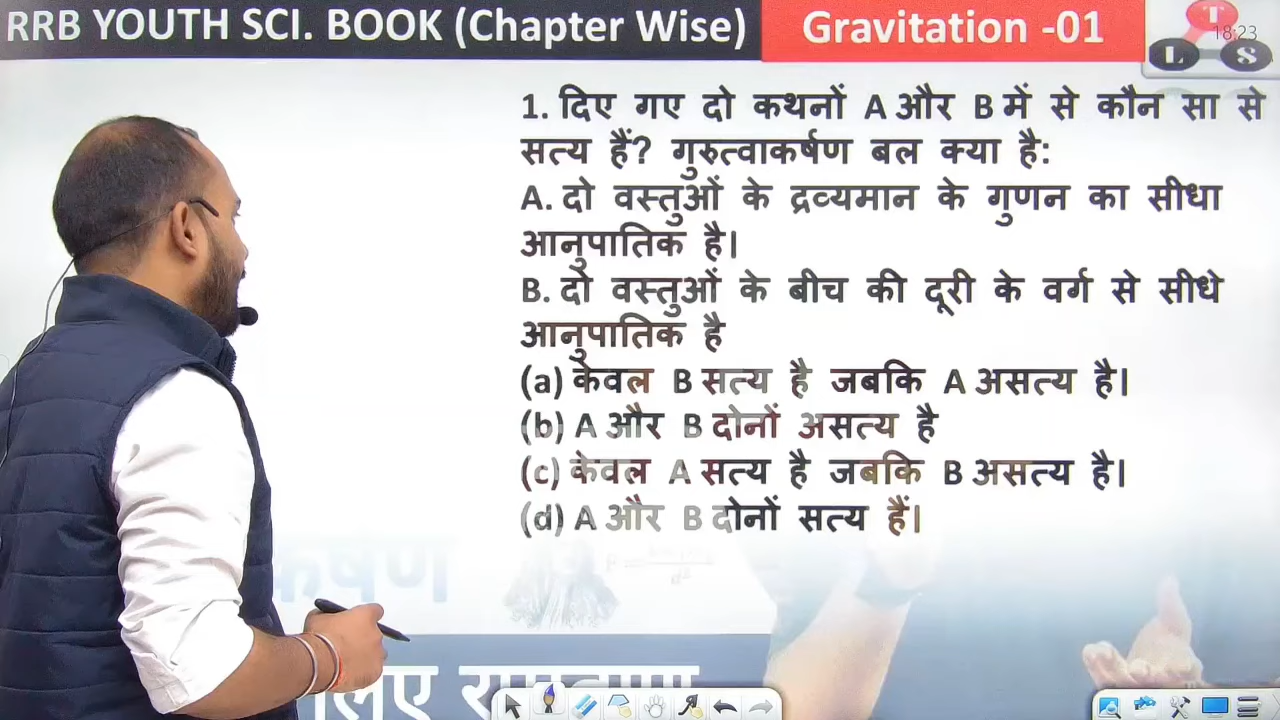 RRB YOUTH SCI. BOOK (Chapter Wise) Gravitation -01
T
18:23
L S
1. दिए गए दो कथनों A और B में से कौन सा से
सत्य हैं? गुरुत्वाकर्षण बल क्या है:
A. दो वस्तुओं के द्रव्यमान के गुणन का सीधा
आनुपातिक है।
B. दो वस्तुओं के बीच की दूरी के वर्ग से सीधे
आनुपातिक है
(a) केवल B सत्य है जबकि A असत्य है।
(b) A और B दोनों असत्य है
(c) केवल A सत्य है जबकि B असत्य है।
(d) A और B दोनों सत्य हैं।
लिए रामबाण